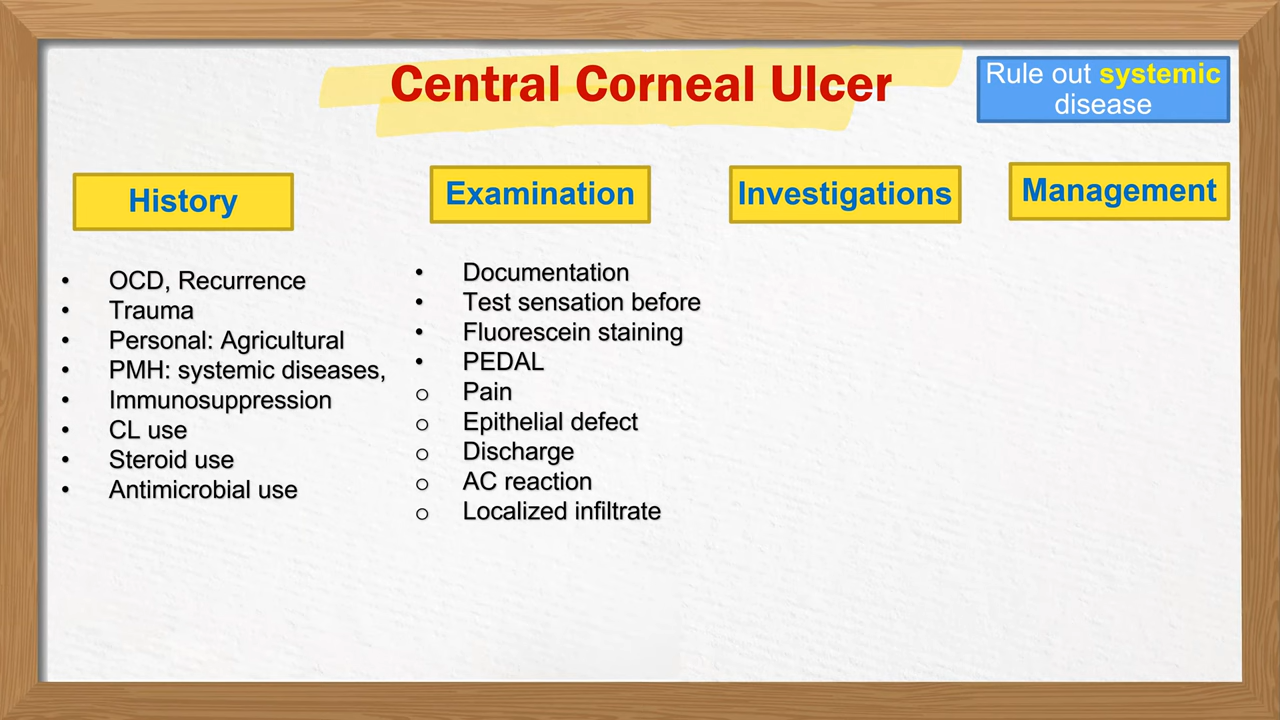 Central Corneal Ulcer
Rule out systemic
disease
History
• OCD, Recurrence
• Trauma
• Personal: Agricultural
• PMH: systemic diseases,
• Immunosuppression
• CL use
• Steroid use
• Antimicrobial use
Examination
• Documentation
• Test sensation before
• Fluorescein staining
• PEDAL
o Pain
o Epithelial defect
o Discharge
o AC reaction
o Localized infiltrate
Investigations
Management